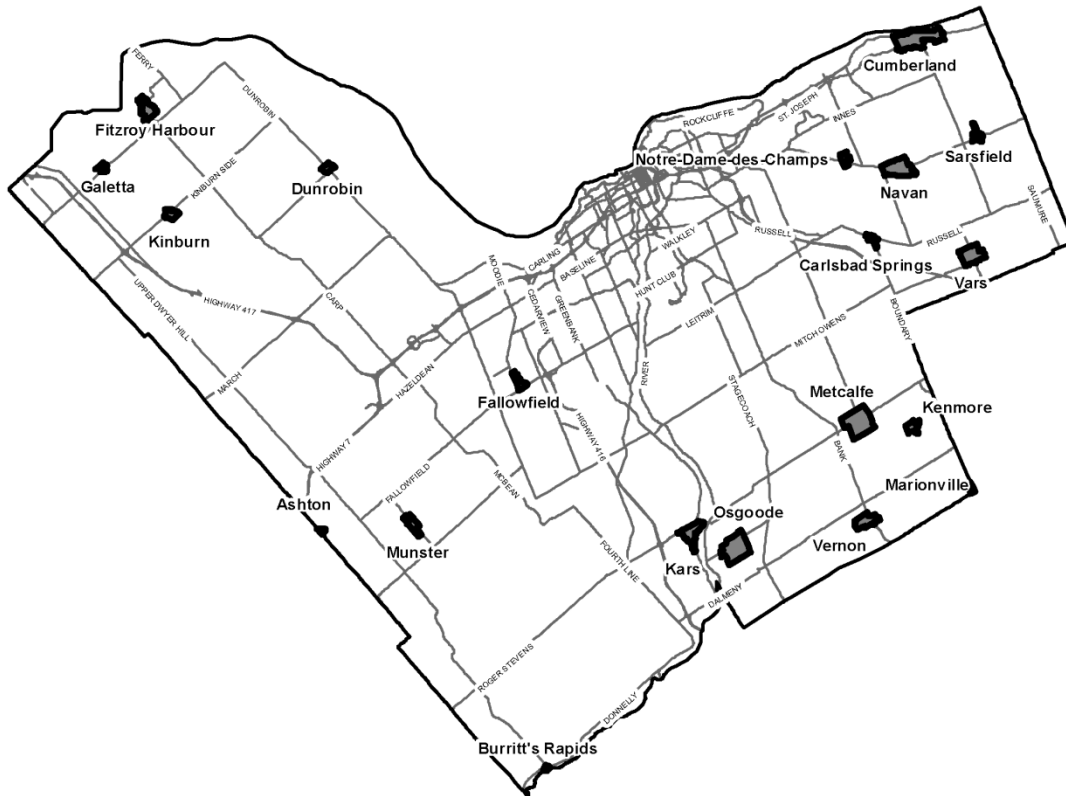 Cumberland
FERRY
Fitzroy Harbour
DUNROBIN
ROCKCLIFFE
ST. JOSEPH
INNES
Notre-Dame-des-Champs
Sarsfield
Galetta
KINBURN SIDE
Dunrobin
Navan
SAUMURE
Kinburn
CARLING
BASELINE
WALKLEY
RUSSELL
RUSSELL
Carlsbad Springs
Vars
MOODIE
CEDARVIEW
GREENBANK
HUNT CLUB
LEITRIM
BOUNDARY
UPPER DWYER HILL
HIGHWAY 417
CARP
MITCH OWENS
MARCH
HAZELDEAN
RIVER
STAGECOACH
Fallowfield
Metcalfe
Kenmore
HIGHWAY 7
FALLOWFIELD
HIGHWAY 416
BANK
MCBEAN
Marionville
Ashton
Osgoode
Munster
Kars
Vernon
FOURTH LINE
DALMENY
ROGER STEVENS
DONNELLY
Burritt's Rapids